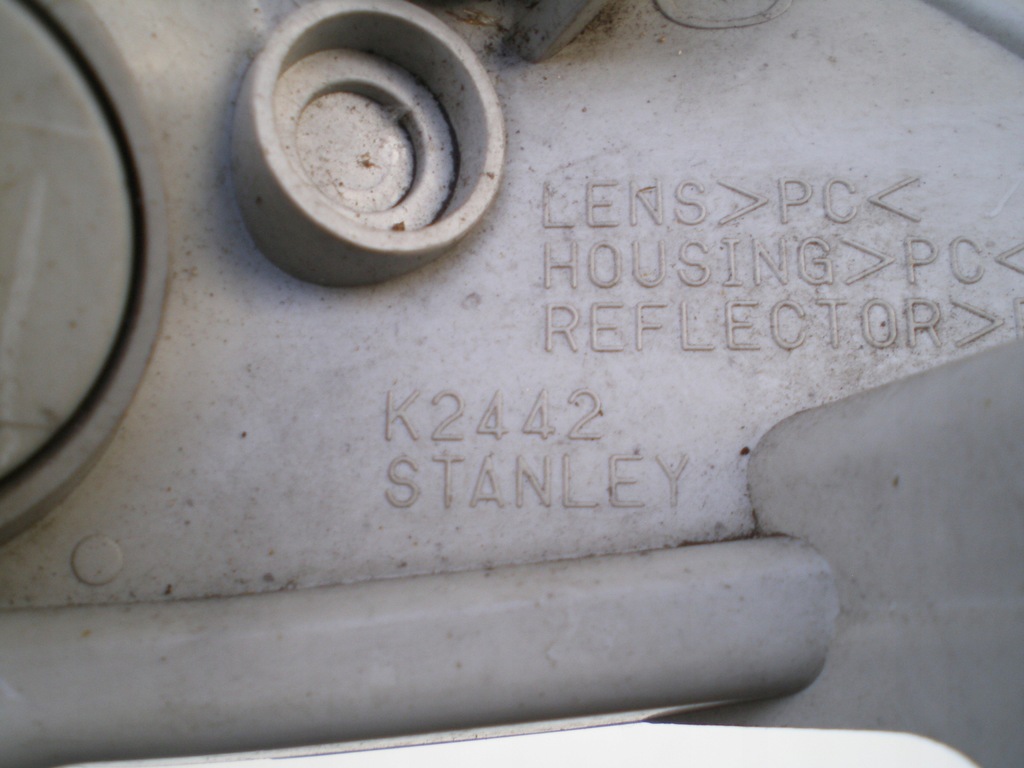 LENS>PC<
HOUSING>PC<
REFLECTOR>
K2442
STANLEY